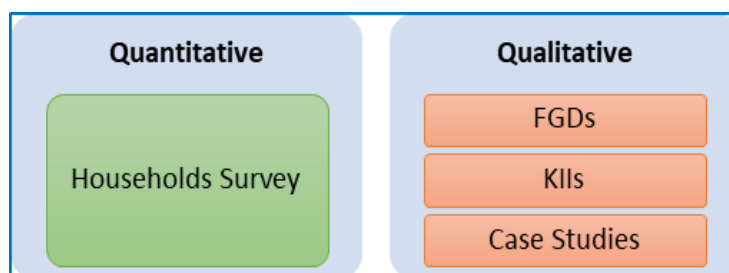 Quantitative
Households Survey
Qualitative
FGDs
KIIs
Case Studies